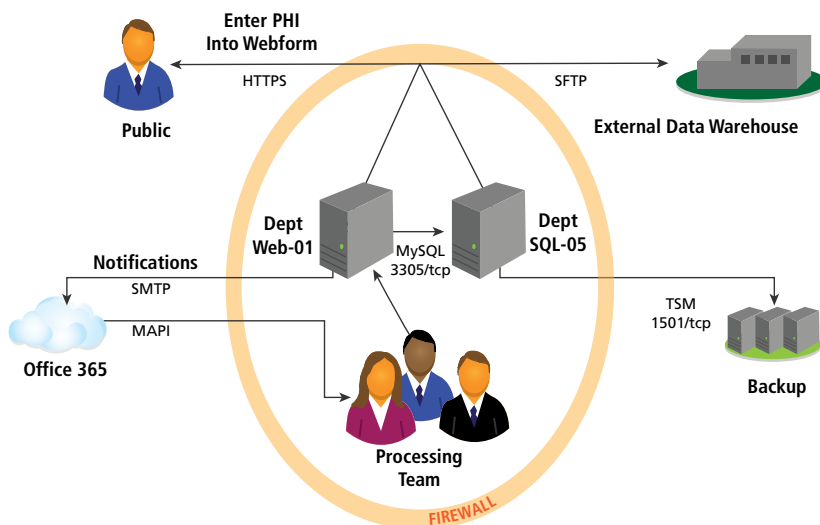 Enter PHI
Into Webform
HTTPS
SFTP
Public
External Data Warehouse
Dept
Web-01
Dept
SQL-05
MySQL
3305/tcp
Notifications
SMTP
MAPI
Office 365
TSM
1501/tcp
Backup
Processing
Team
FIREWALL